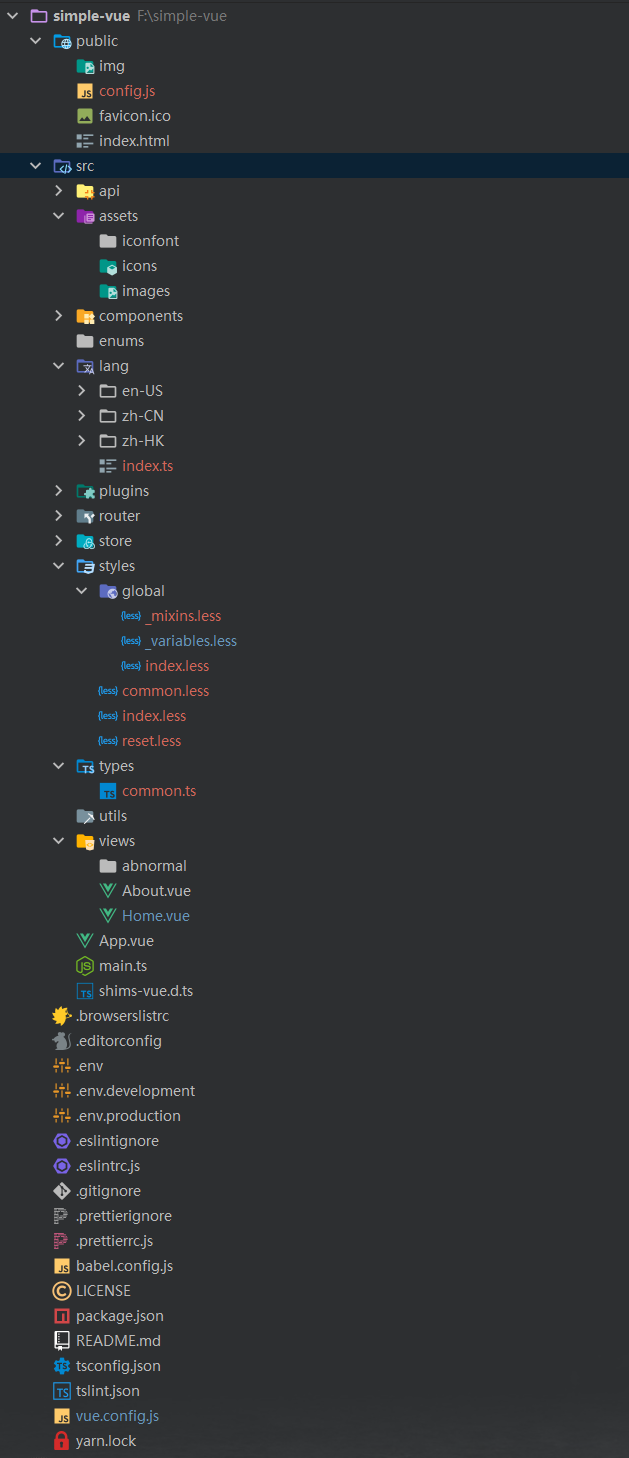 simple-vue F:\simple-vue
public
img
JS config.js
favicon.ico
index.html
src
api
assets
iconfont
icons
images
components
enums
lang
en-US
zh-CN
zh-HK
index.ts
plugins
router
store
styles
global
{less} _mixins.less
{less} _variables.less
{less} index.less
{less} common.less
{less} index.less
{less} reset.less
TS types
TS common.ts
utils
views
abnormal
About.vue
Home.vue
App.vue
JS main.ts
TS shims-vue.d.ts
.browserslistrc
.editorconfig
.env
.env.development
.env.production
.eslintignore
.eslintrc.js
.gitignore
.prettierignore
.prettierrc.js
JS babel.config.js
LICENSE
package.json
README.md
TS tsconfig.json
TS tslint.json
JS vue.config.js
yarn.lock